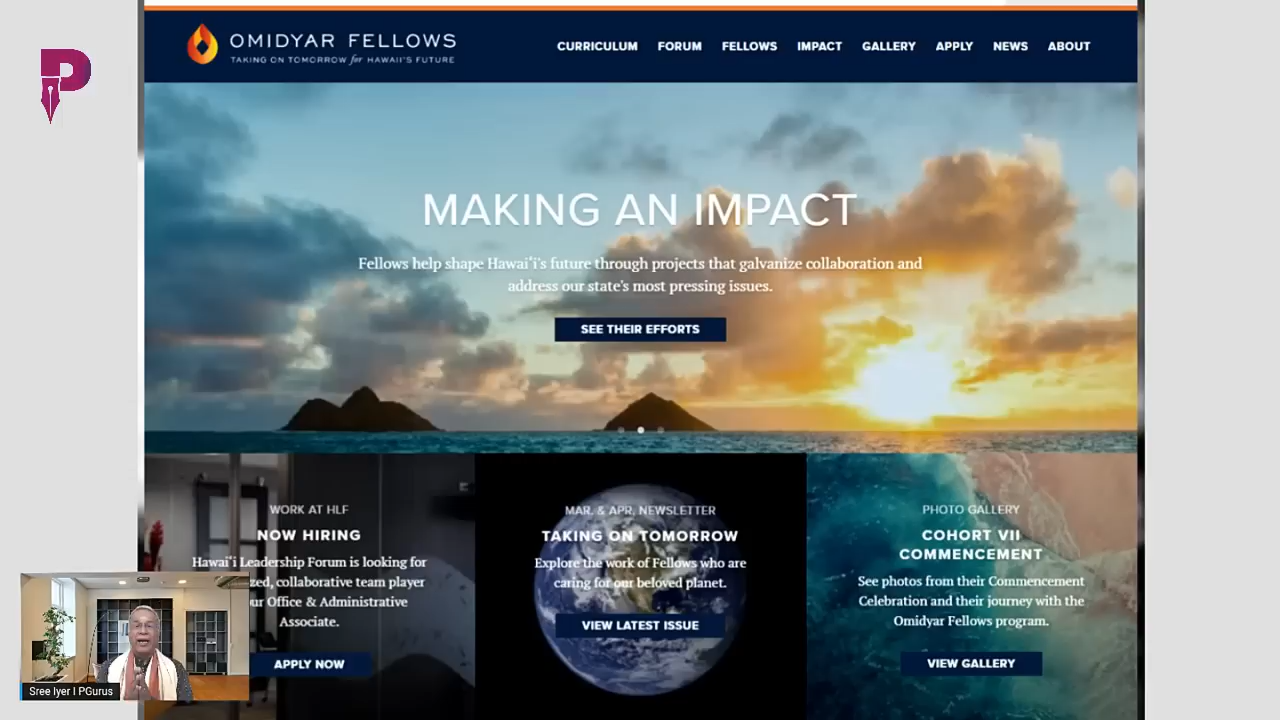 P
OMIDYAR FELLOWS
TAKING ON TOMORROW for HAWAII'S FUTURE
CURRICULUM FORUM FELLOWS IMPACT GALLERY APPLY NEWS ABOUT
MAKING AN IMPACT
Fellows help shape Hawaiʻi's future through projects that galvanize collaboration and
address our state's most pressing issues.
SEE THEIR EFFORTS
WORK AT HLF
NOW HIRING
Hawaiʻi Leadership Forum is looking for
zed, collaborative team player
ur Office & Administrative
Associate.
APPLY NOW
MAR. & APR. NEWSLETTER
TAKING ON TOMORROW
Explore the work of Fellows who are
caring for our beloved planet.
VIEW LATEST ISSUE
PHOTO GALLERY
COHORT VII
COMMENCEMENT
See photos from their Commencement
Celebration and their journey with the
Omidyar Fellows program.
VIEW GALLERY
Sree Iyer I PGurus